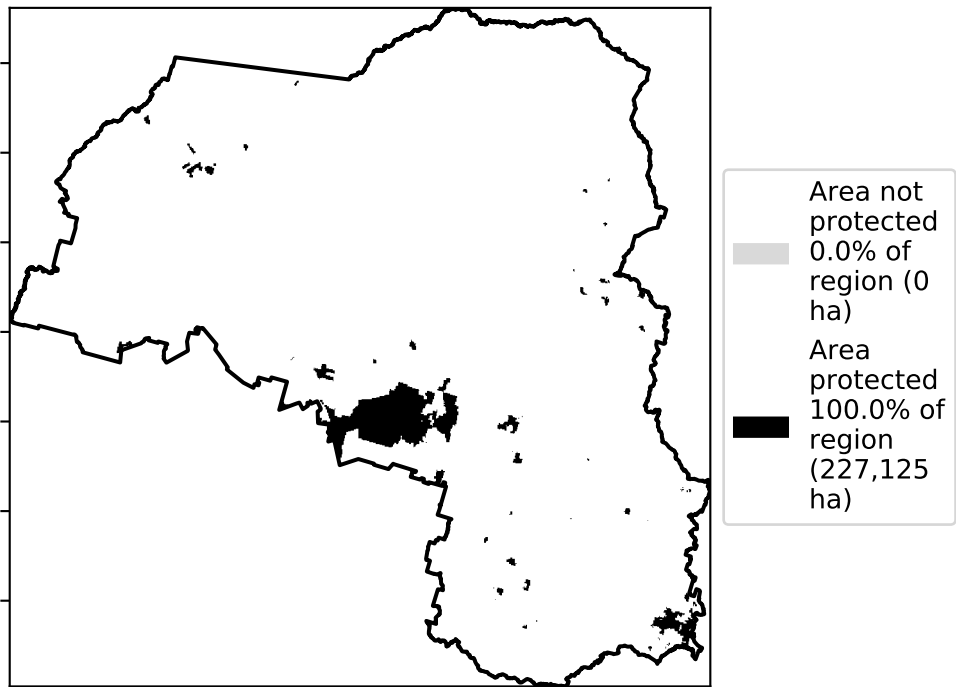 Area not
protected
0.0% of
region (0
ha)
Area
protected
100.0% of
region
(227,125
ha)